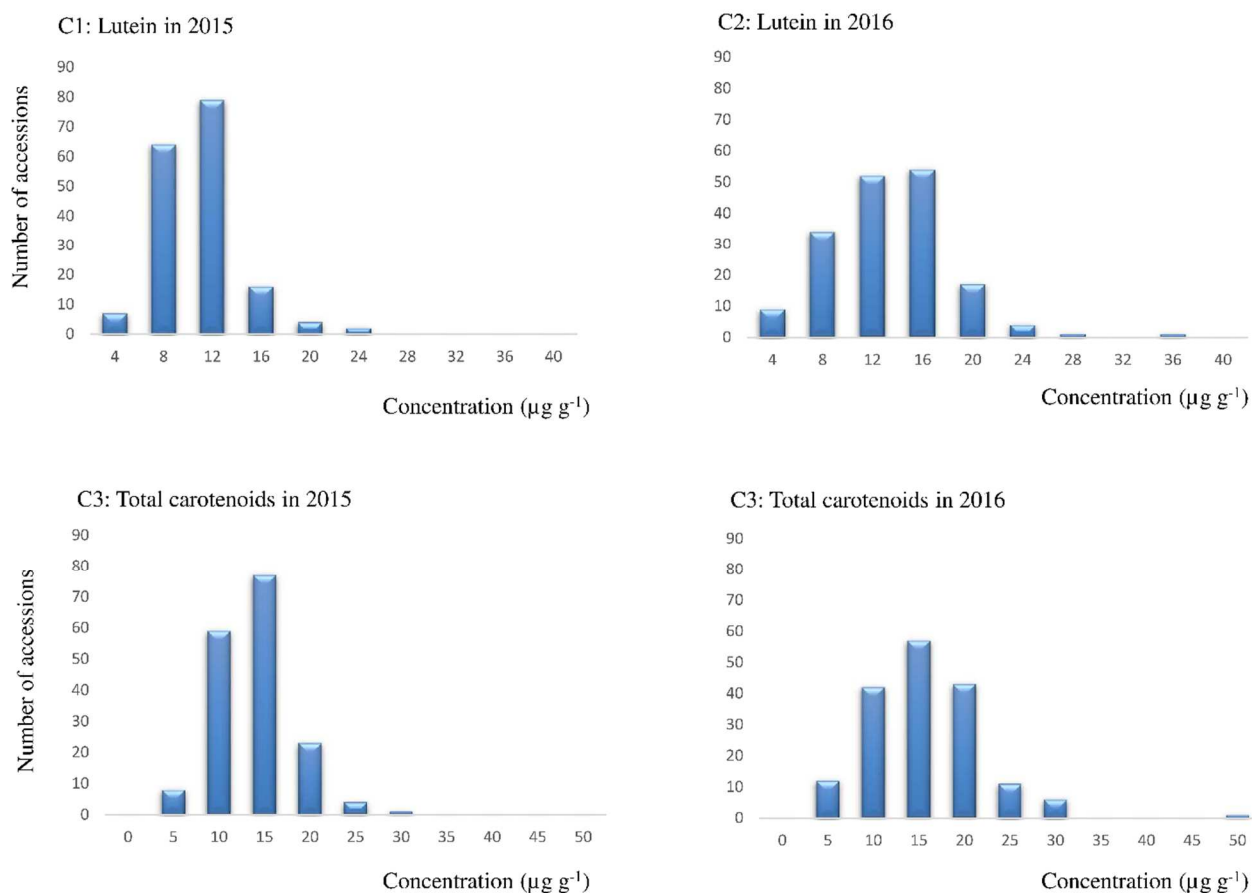 C1: Lutein in 2015
90
80
70
60
50
40
30
20
10
0
4 8 12 16 20 24 28 32 36 40
Number of accessions
Concentration (µg g-1)
C2: Lutein in 2016
90
80
70
60
50
40
30
20
10
0
4 8 12 16 20 24 28 32 36 40
Concentration (µg g-1)
C3: Total carotenoids in 2015
90
80
70
60
50
40
30
20
10
0
0 5 10 15 20 25 30 35 40 45 50
Number of accessions
Concentration (µg g-1)
C3: Total carotenoids in 2016
90
80
70
60
50
40
30
20
10
0
0 5 10 15 20 25 30 35 40 45 50
Concentration (µg g-1)